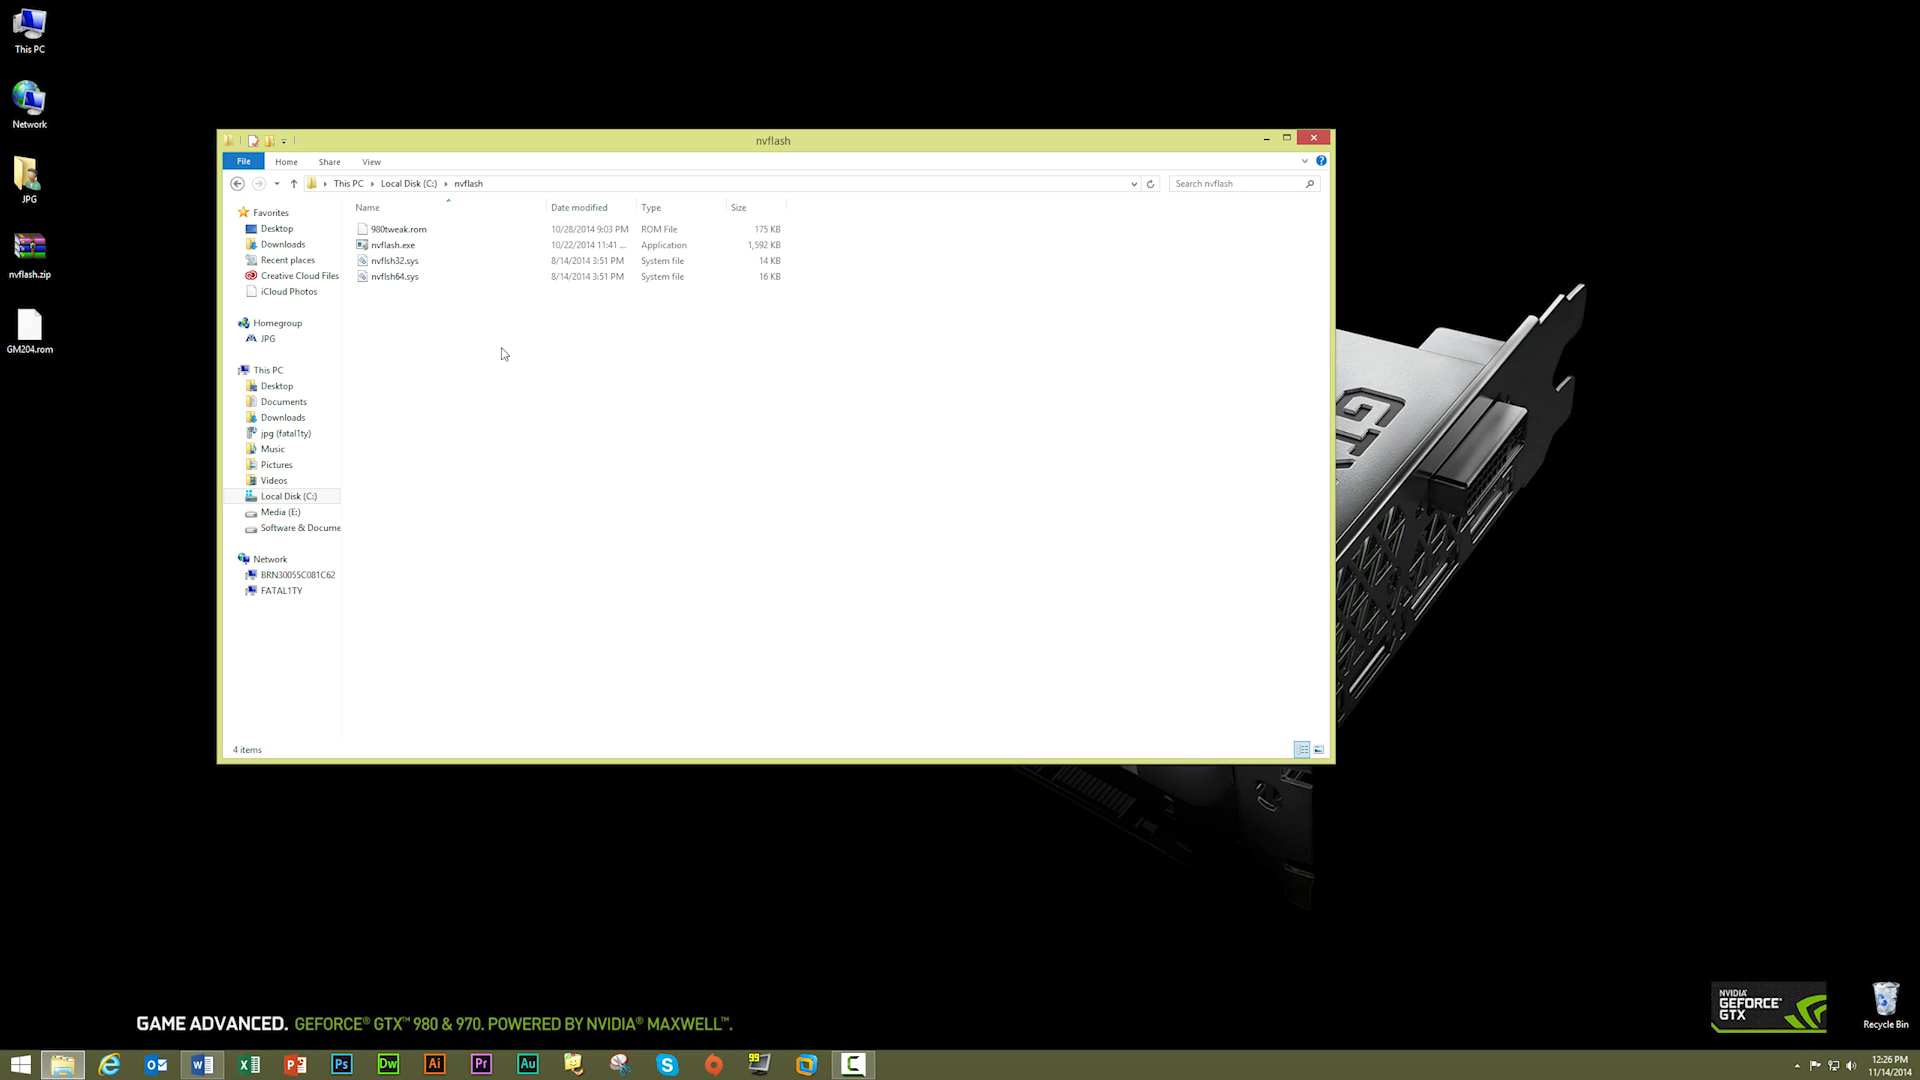 This PC
Network
JPG
nvflash.zip
GM204.rom
nvflash
File Home Share View
This PC Local Disk (C:) nvflash
Search nvflash
Name Date modified Type Size
980tweak.rom 10/28/2014 9:03 PM ROM File 175 KB
nvflash.exe 10/22/2014 11:41 ... Application 1,592 KB
nvflsh32.sys 8/14/2014 3:51 PM System file 14 KB
nvflsh64.sys 8/14/2014 3:51 PM System file 16 KB
Favorites
Desktop
Downloads
Recent places
Creative Cloud Files
iCloud Photos
Homegroup
JPG
This PC
Desktop
Documents
Downloads
jpg (fatal1ty)
Music
Pictures
Videos
Local Disk (C:)
Media (E:)
Software & Docume
Network
BRN30055C081C62
FATAL1TY
4 items
GAME ADVANCED. GEFORCE® GTX™ 980 & 970. POWERED BY NVIDIA® MAXWELL™.
NVIDIA®
GEFORCE®
GTX
Recycle Bin
Ps Dw Ai Pr Au
99
12:26 PM
11/14/2014